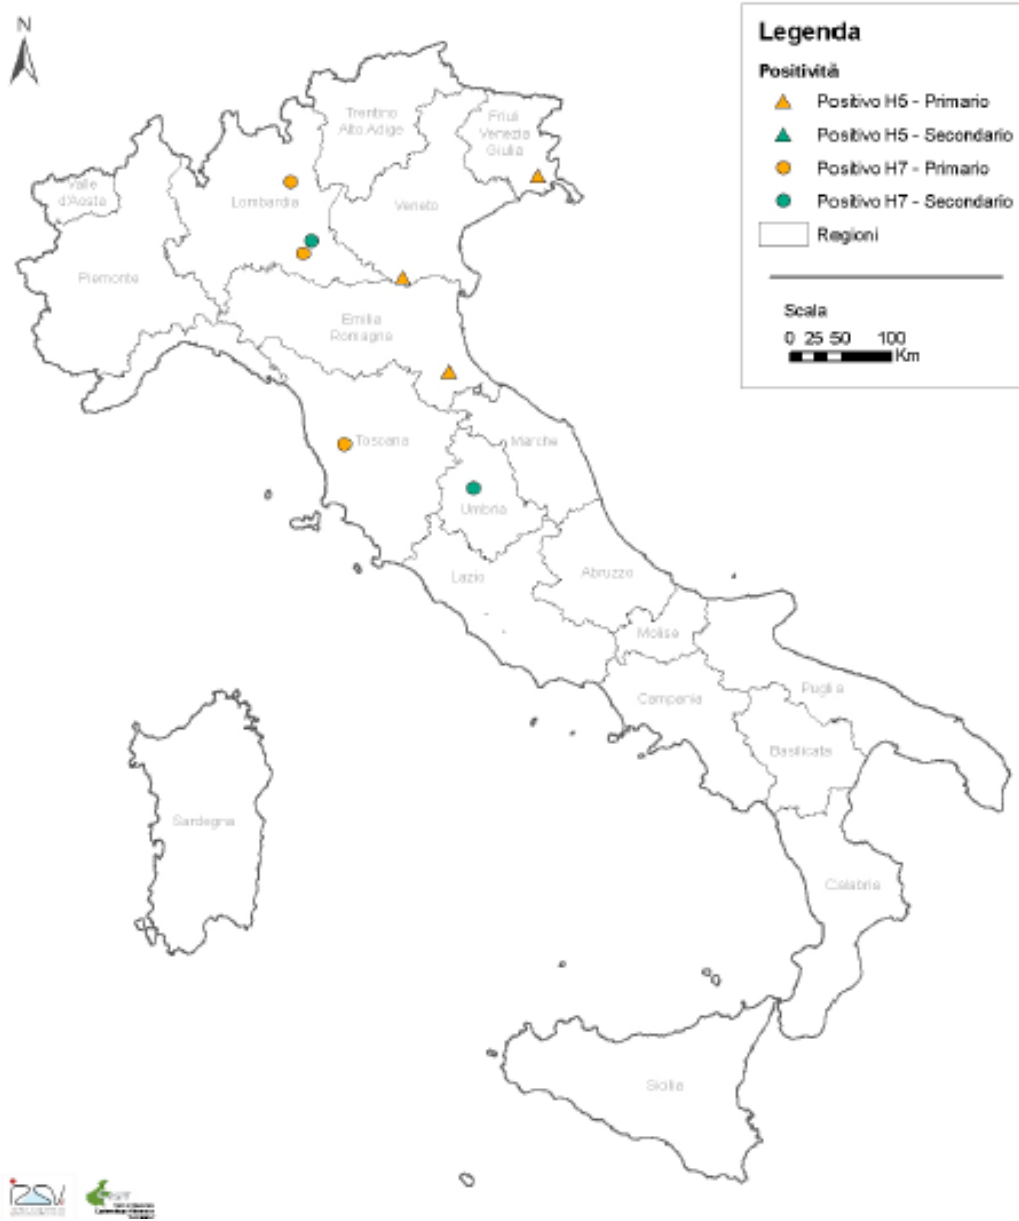 N
Legenda
Positività
Positivo H5 - Primario
Positivo H5 - Secondario
Positivo H7 - Primario
Positivo H7 - Secondario
Regioni
Scala
0 25 50 100
Km
Trentino
Alto Adige
Friuli
Venezia
Giulia
Valle
d'Aosta
Lombardia
Veneto
Piemonte
Emilia
Romagna
Toscana
Marche
Umbria
Lazio
Abruzzo
Molise
Campania
Puglia
Basilicata
Sardegna
Calabria
Sicilia